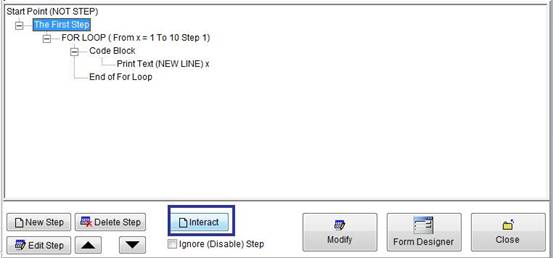 Start Point (NOT STEP)
The First Step
FOR LOOP ( From x = 1 To 10 Step 1)
Code Block
Print Text (NEW LINE) x
End of For Loop
New Step
Delete Step
Interact
Edit Step
Ignore (Disable) Step
Modify
Form Designer
Close